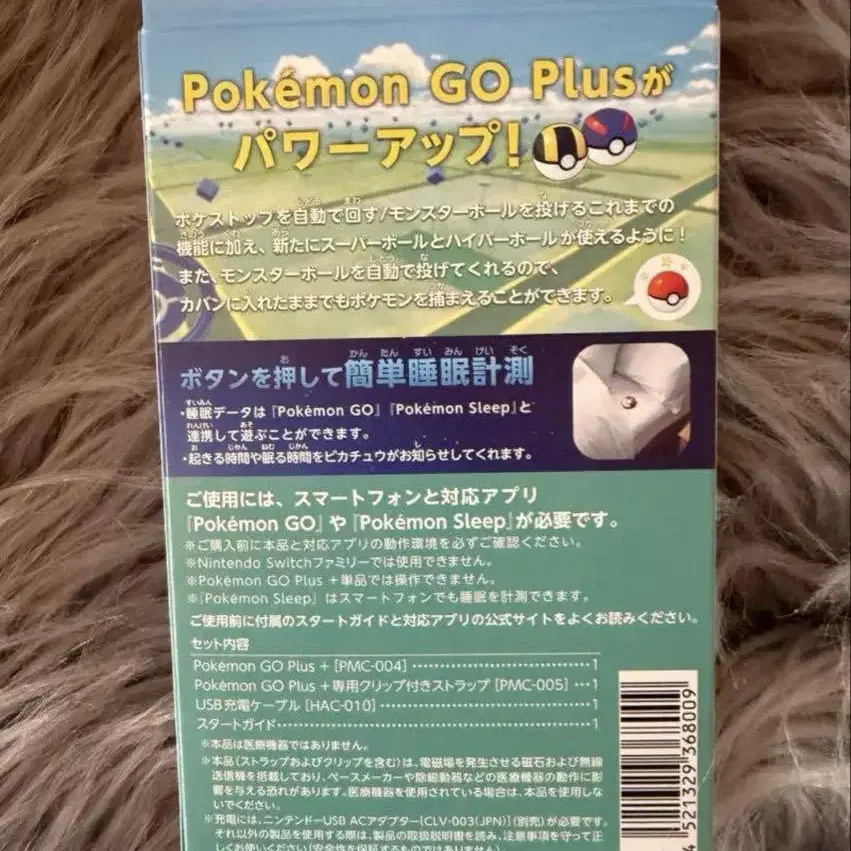 Pokémon GO Plusが
パワーアップ!
ポケストップを自動で回す/モンスターボールを投げるこれまでの
機能に加え、新たにスーパーボールとハイパーボールが使えるように!
また、モンスターボールを自動で投げてくれるので、
カバンに入れたままでもポケモンを捕まえることができます。
ボタンを押して簡単睡眠計測
・睡眠データは『Pokémon GO』『Pokémon Sleep』と
連携して遊ぶことができます。
・起きる時間や眠る時間をピカチュウがお知らせしてくれます。
ご使用には、スマートフォンと対応アプリ
『Pokémon GO』や『Pokémon Sleep』が必要です。
※ご購入前に本品と対応アプリの動作環境を必ずご確認ください。
※Nintendo Switchファミリーでは使用できません。
※Pokémon GO Plus +単品では操作できません。
※『Pokémon Sleep』はスマートフォンでも睡眠を計測できます。
ご使用前に付属のスタートガイドと対応アプリの公式サイトをよくお読みください。
セット内容
Pokémon GO Plus + [PMC-004] ・・・・・・・・・・・・・・・・・・・・1
Pokémon GO Plus +専用クリップ付きストラップ [PMC-005] ・・・1
USB充電ケーブル [HAC-010] ・・・・・・・・・・・・・・・・・・・・1
スタートガイド・・・・・・・・・・・・・・・・・・・・・・・・・・・・1
※本品は医療機器ではありません。
※本品(ストラップおよびクリップを含む)は、電磁場を発生させる磁石および無線
送信機を搭載しており、ペースメーカーや除細動器などの医療機器の動作に影
響を与える恐れがあります。医療機器を使用されている場合は、本品を使用しな
いでください。
※充電には、ニンテンドーUSB ACアダプター[CLV-003(JPN)](別売)が必要です。
それ以外の製品を使用する際は、製品の取扱説明書を読み、注意事項を守って正
しくお使いください(安全性を保証するものではありません)
4 521329 368009